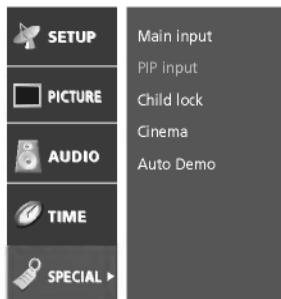 SETUP
PICTURE
AUDIO
TIME
SPECIAL
Main input
PIP input
Child lock
Cinema
Auto Demo